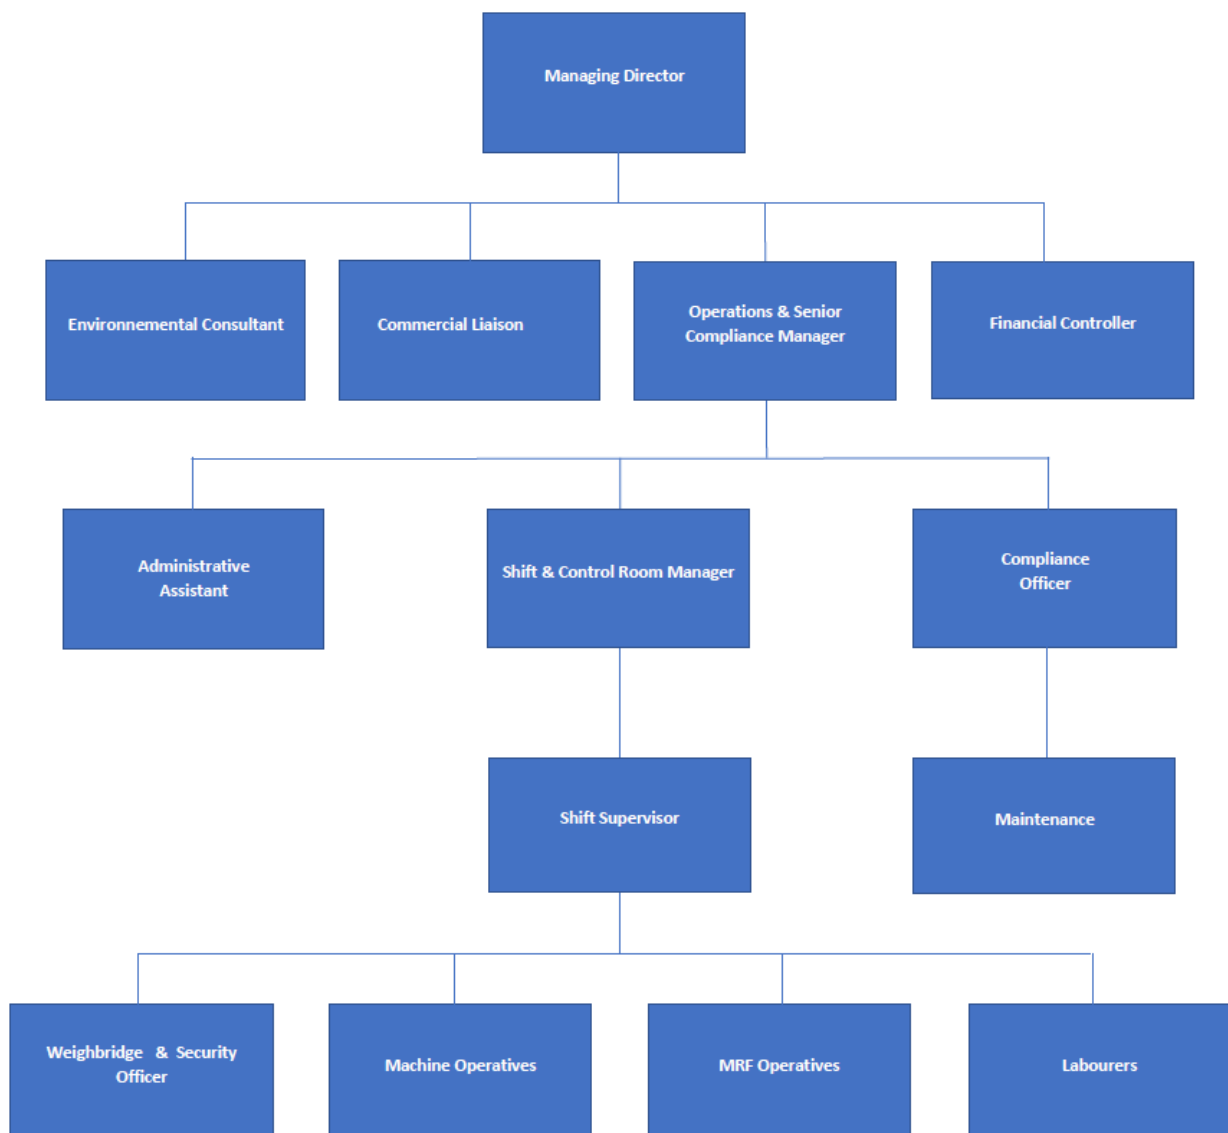 Managing Director
Environnemental Consultant
Commercial Liaison
Operations & Senior
Compliance Manager
Financial Controller
Administrative
Assistant
Shift & Control Room Manager
Compliance
Officer
Shift Supervisor
Maintenance
Weighbridge & Security
Officer
Machine Operatives
MRF Operatives
Labourers